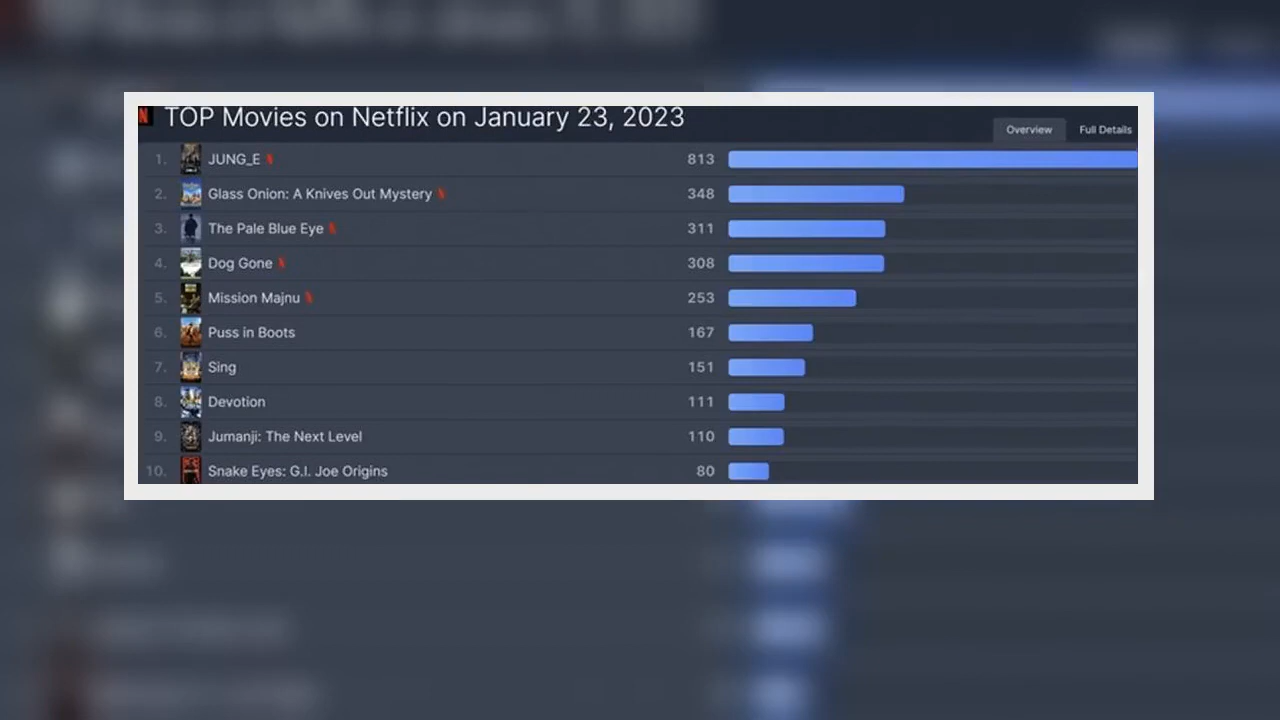 TOP Movies on Netflix on January 23, 2023
Overview Full Details
1. JUNG_E 813
2. Glass Onion: A Knives Out Mystery 348
3. The Pale Blue Eye 311
4. Dog Gone 308
5. Mission Majnu 253
6. Puss in Boots 167
7. Sing 151
8. Devotion 111
9. Jumanji: The Next Level 110
10. Snake Eyes: G.I. Joe Origins 80